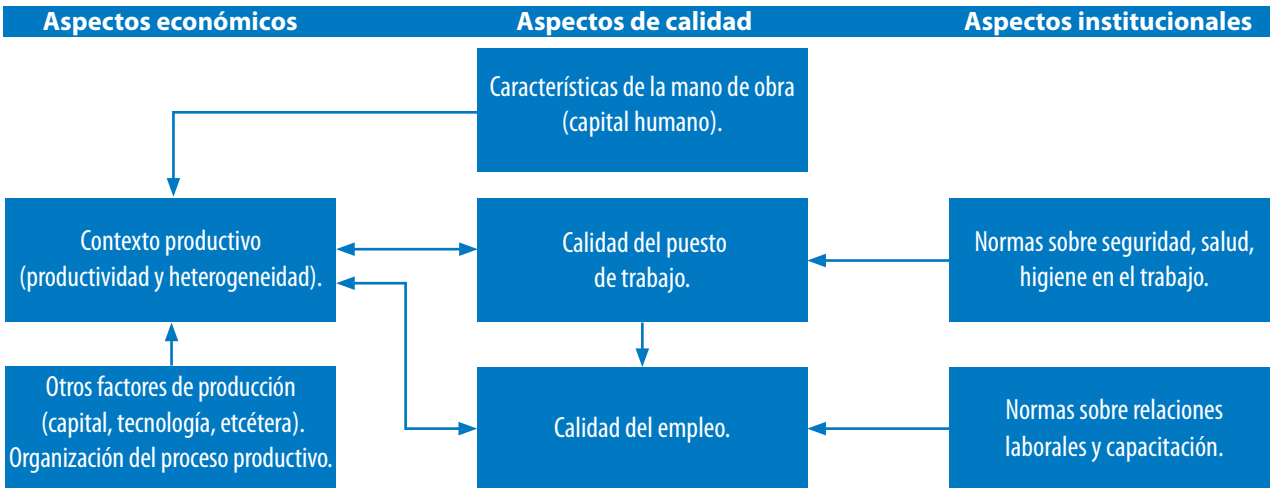 Aspectos económicos
Aspectos de calidad
Aspectos institucionales
Características de la mano de obra
(capital humano).
Contexto productivo
(productividad y heterogeneidad).
Calidad del puesto
de trabajo.
Normas sobre seguridad, salud,
higiene en el trabajo.
Otros factores de producción
(capital, tecnología, etcétera).
Organización del proceso productivo.
Calidad del empleo.
Normas sobre relaciones
laborales y capacitación.